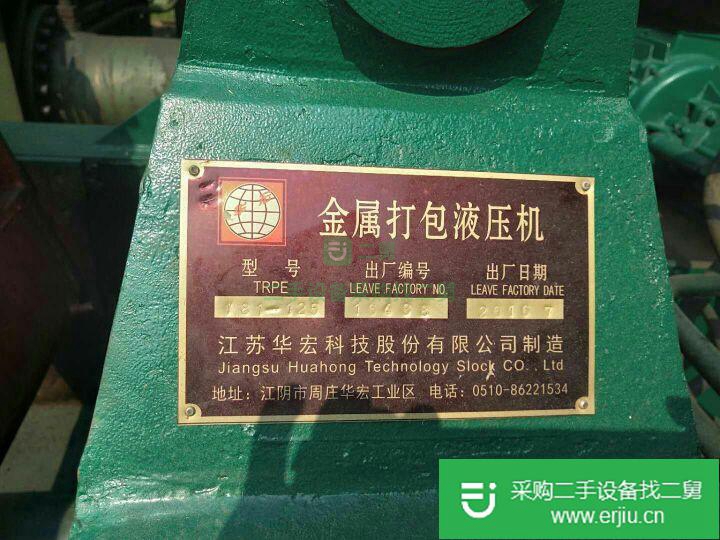 金属打包液压机
型号 出厂编号 出厂日期
TRPE LEAVE FACTORY NO. LEAVE FACTORY DATE
Y81-125
江苏华宏科技股份有限公司制造
Jiangsu Huahong Technology Slock CO.. Ltd
地址：江阴市周庄华宏工业区 电话：0510-86221534
采购二手设备找二舅
www.erjiu.cn